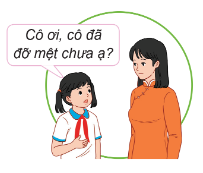 Cô ơi, cô đã
đỡ mệt chưa ạ?